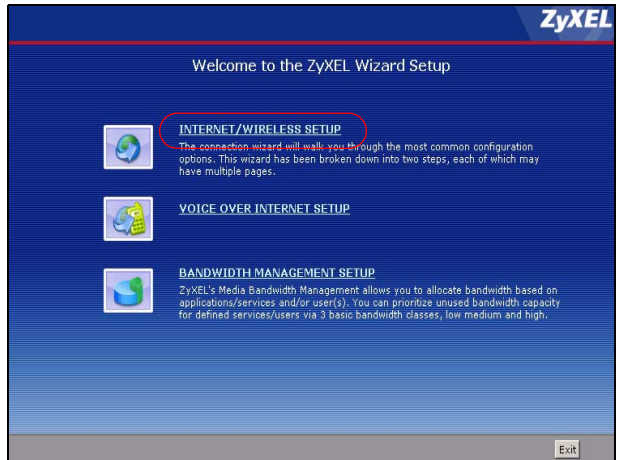 ZyXEL
Welcome to the ZyXEL Wizard Setup
INTERNET/WIRELESS SETUP
The connection wizard will walk you through the most common configuration
options. This wizard has been broken down into two steps, each of which may
have multiple pages.
VOICE OVER INTERNET SETUP
BANDWIDTH MANAGEMENT SETUP
ZyXEL's Media Bandwidth Management allows you to allocate bandwidth based on
applications/services and/or user(s). You can prioritize unused bandwidth capacity
for defined services/users via 3 basic bandwidth classes, low medium and high.
Exit